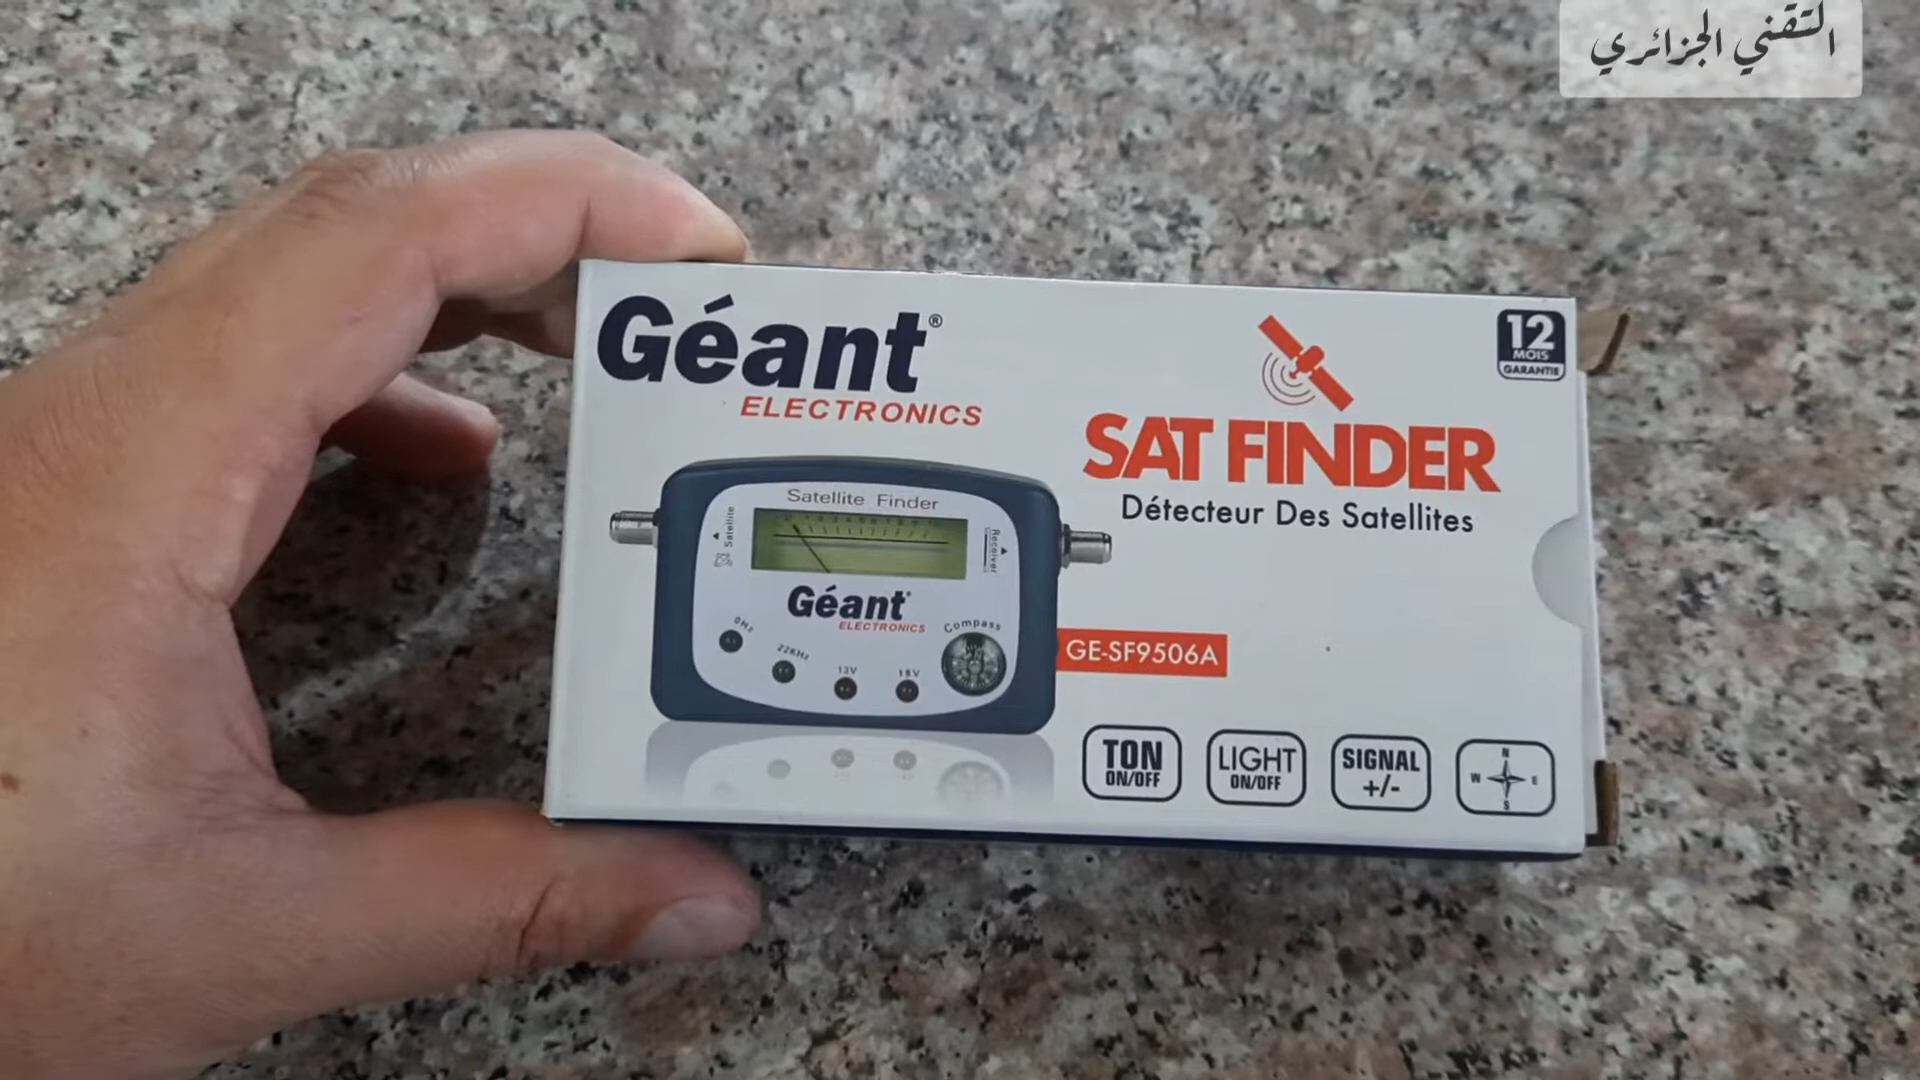 التقني الجزائري
Géant®
ELECTRONICS
12
MOIS
GARANTIE
SAT FINDER
Détecteur Des Satellites
Satellite Finder
Satellite
Receiver
Géant
ELECTRONICS
Compass
0Hz
22KHz
13V
18V
GE-SF9506A
TON
ON/OFF
LIGHT
ON/OFF
SIGNAL
+/-
N
W E
S